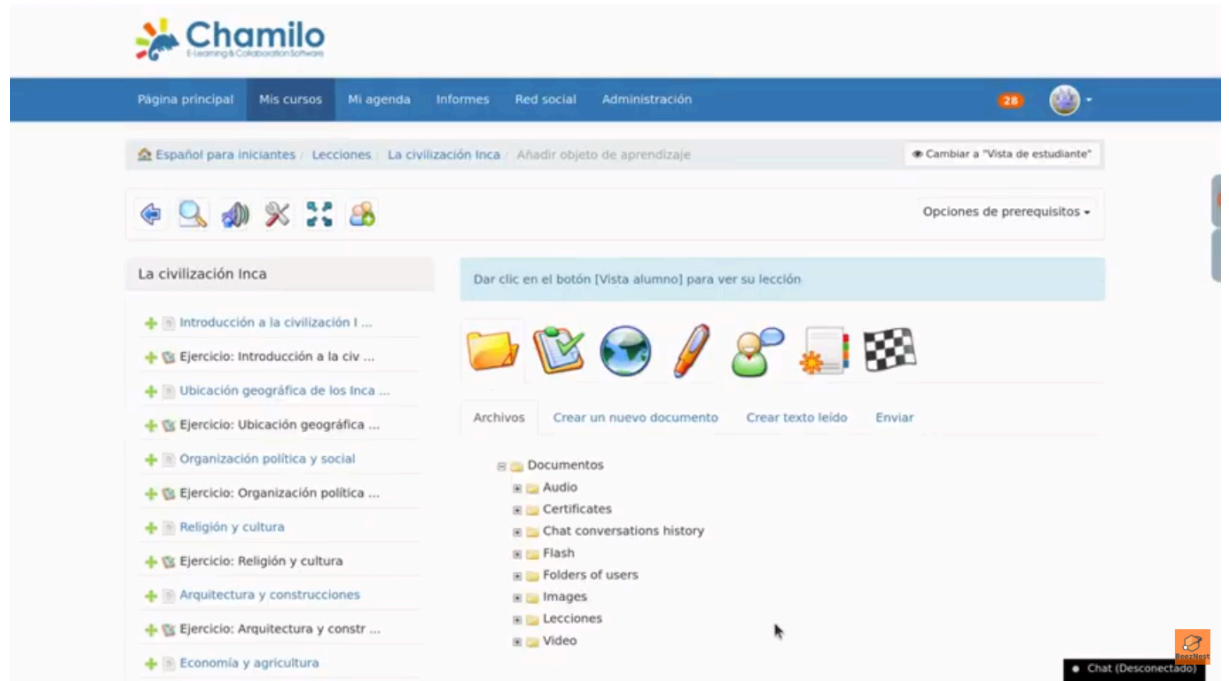 Chamilo
E-Learning & Collaboration Software
Página principal Mis cursos Mi agenda Informes Red social Administración 28
Español para iniciantes / Lecciones / La civilización Inca / Añadir objeto de aprendizaje
Cambiar a "Vista de estudiante"
Opciones de prerequisitos
La civilización Inca
Introducción a la civilización I ...
Ejercicio: Introducción a la civ ...
Ubicación geográfica de los Inca ...
Ejercicio: Ubicación geográfica ...
Organización política y social
Ejercicio: Organización política ...
Religión y cultura
Ejercicio: Religión y cultura
Arquitectura y construcciones
Ejercicio: Arquitectura y constr ...
Economía y agricultura
Dar clic en el botón [Vista alumno] para ver su lección
Archivos Crear un nuevo documento Crear texto leído Enviar
Documentos
Audio
Certificates
Chat conversations history
Flash
Folders of users
Images
Lecciones
Video
BeezNest
Chat (Desconectado)